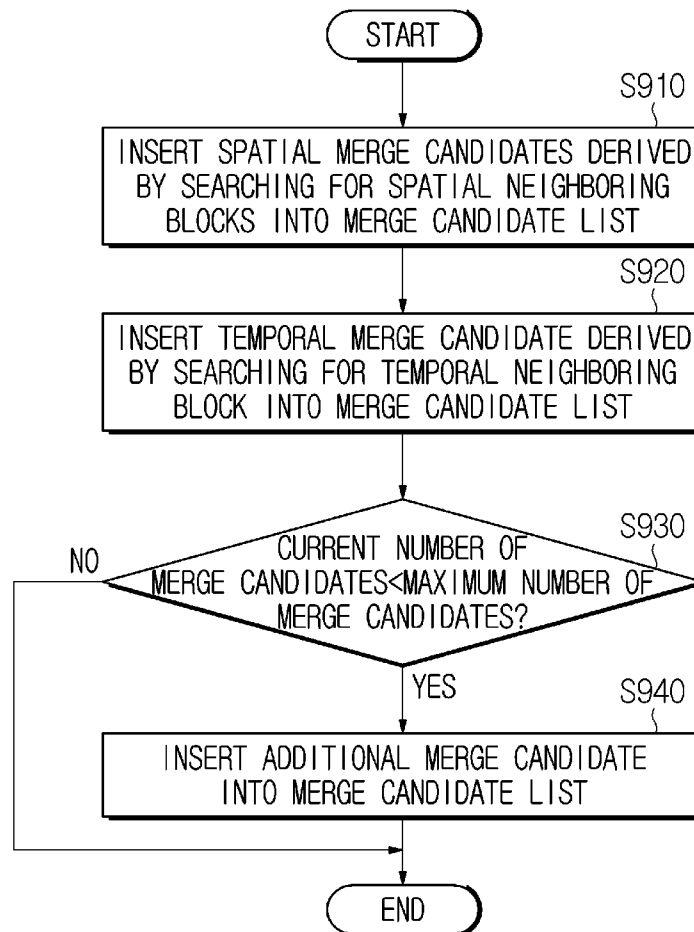 START
S910
INSERT SPATIAL MERGE CANDIDATES DERIVED
BY SEARCHING FOR SPATIAL NEIGHBORING
BLOCKS INTO MERGE CANDIDATE LIST
S920
INSERT TEMPORAL MERGE CANDIDATE DERIVED
BY SEARCHING FOR TEMPORAL NEIGHBORING
BLOCK INTO MERGE CANDIDATE LIST
S930
NO
CURRENT NUMBER OF
MERGE CANDIDATES<MAXIMUM NUMBER OF
MERGE CANDIDATES?
YES
S940
INSERT ADDITIONAL MERGE CANDIDATE
INTO MERGE CANDIDATE LIST
END